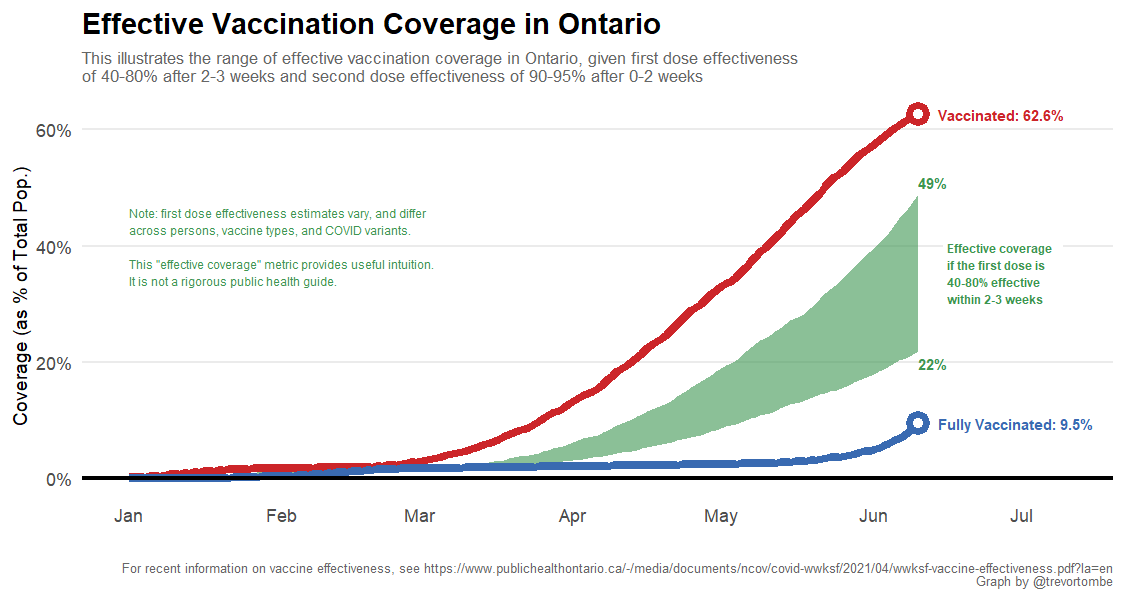 Effective Vaccination Coverage in Ontario
This illustrates the range of effective vaccination coverage in Ontario, given first dose effectiveness
of 40-80% after 2-3 weeks and second dose effectiveness of 90-95% after 0-2 weeks
Coverage (as % of Total Pop.)
60%
40%
20%
0%
Vaccinated: 62.6%
49%
Note: first dose effectiveness estimates vary, and differ
across persons, vaccine types, and COVID variants.
This "effective coverage" metric provides useful intuition.
It is not a rigorous public health guide.
Effective coverage
if the first dose is
40-80% effective
within 2-3 weeks
22%
Fully Vaccinated: 9.5%
Jan
Feb
Mar
Apr
May
Jun
Jul
For recent information on vaccine effectiveness, see https://www.publichealthontario.ca/-/media/documents/ncov/covid-wwksf/2021/04/wwksf-vaccine-effectiveness.pdf?la=en
Graph by @trevortombe